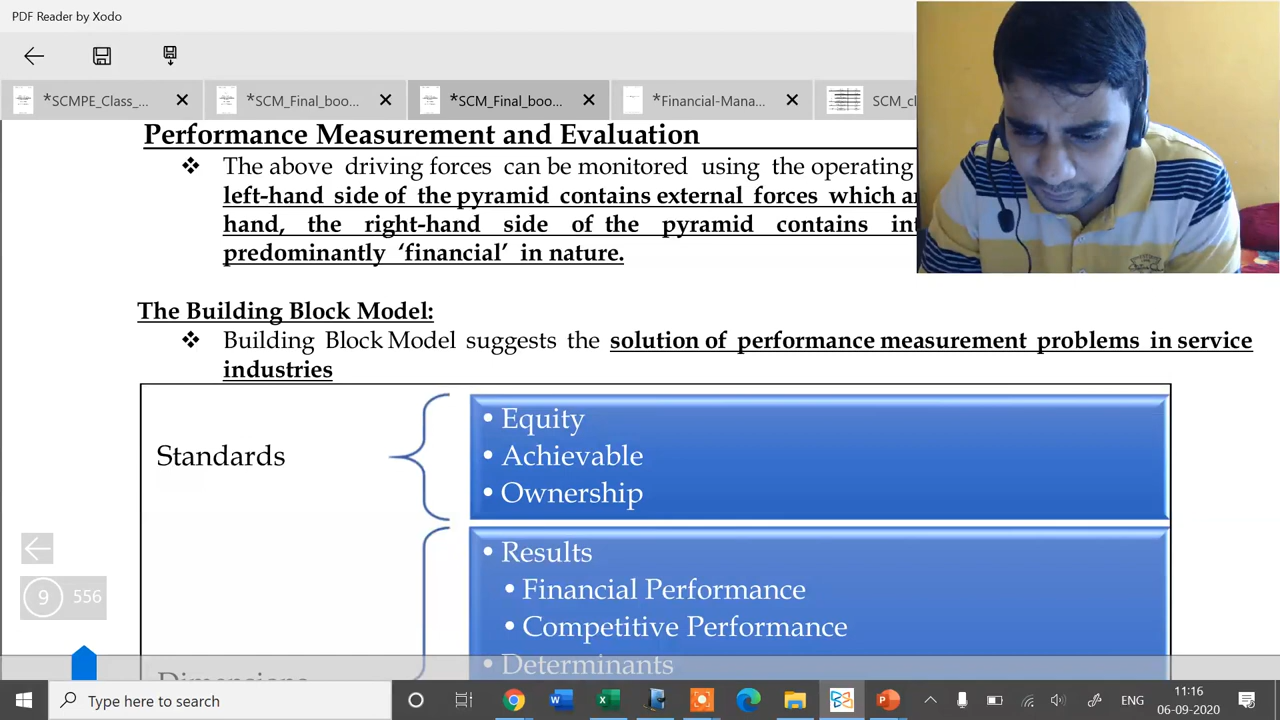 PDF Reader by Xodo
*SCMPE_Class_...
*SCM_Final_boo...
*SCM_Final_boo...
*Financial-Mana...
SCM_cl
Performance Measurement and Evaluation
❖ The above driving forces can be monitored using the operating
left-hand side of the pyramid contains external forces which ar
hand, the right-hand side of the pyramid contains int
predominantly ‘financial’ in nature.
The Building Block Model:
❖ Building Block Model suggests the solution of performance measurement problems in service
industries
Standards
• Equity
• Achievable
• Ownership
• Results
• Financial Performance
• Competitive Performance
• Determinants
Dimensions
9 556
Type here to search
ENG
11:16
06-09-2020